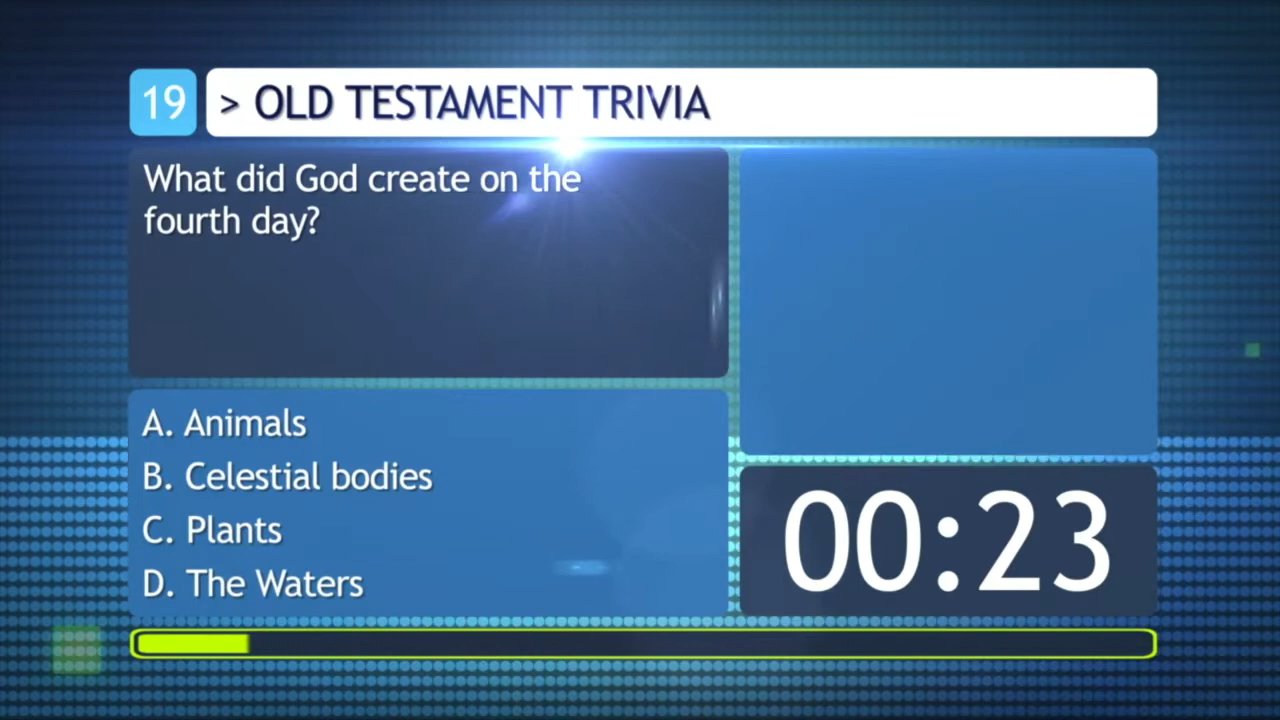 19 > OLD TESTAMENT TRIVIA
What did God create on the
fourth day?
A. Animals
B. Celestial bodies
C. Plants
D. The Waters
00:23